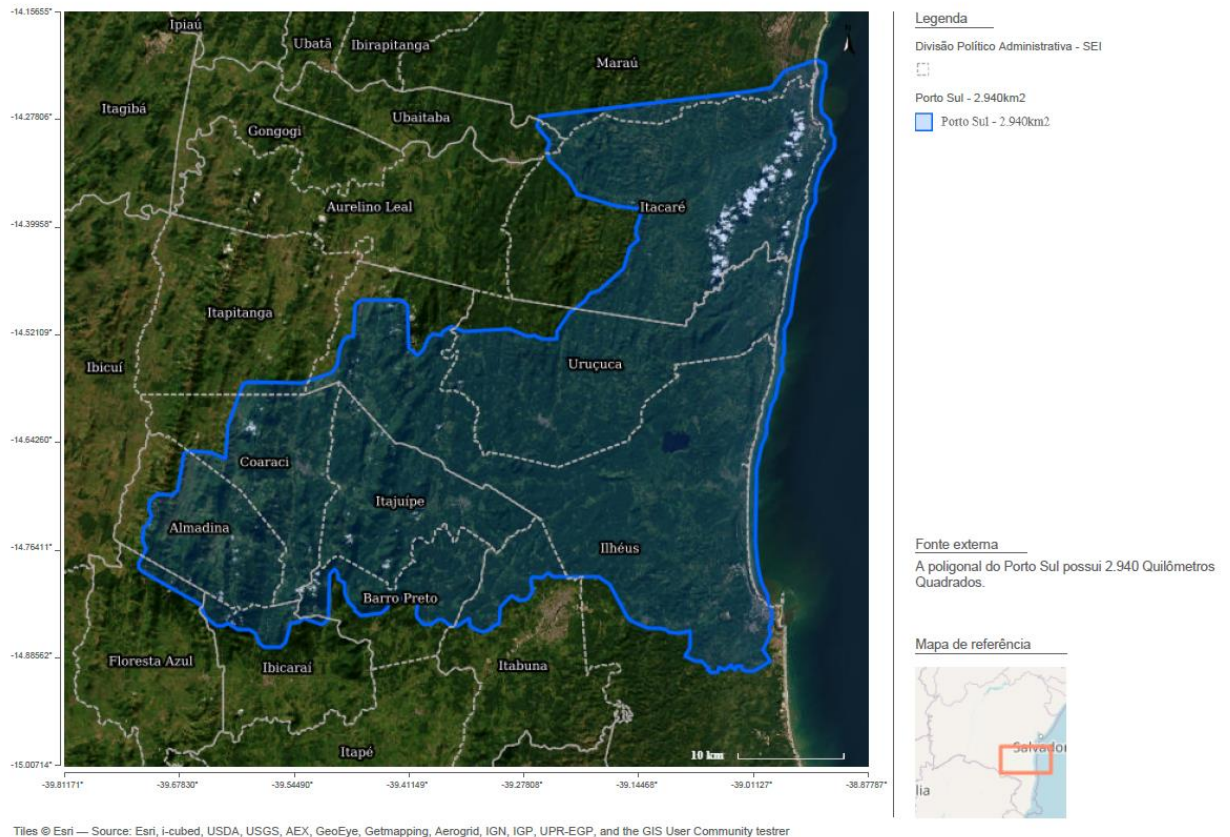 -14.15655°
-14.27806°
-14.39958°
-14.52109°
-14.64260°
-14.76411°
-14.88562°
-15.00714°
Ipiaú
Ubatã
Ibirapitanga
Maraú
Itagibá
Ubaitaba
Gongogi
Aurelino Leal
Itacaré
Itapitanga
Ibicuí
Uruçuca
Coaraci
Itajuípe
Almadina
Ilhéus
Barro Preto
Floresta Azul
Ibicaraí
Itabuna
Itapé
10 km
-39.81171°
-39.67830°
-39.54490°
-39.41149°
-39.27808°
-39.14468°
-39.01127°
-38.87787°
Legenda
Divisão Político Administrativa - SEI
Porto Sul - 2.940km2
Porto Sul - 2.940km2
Fonte externa
A poligonal do Porto Sul possui 2.940 Quilômetros
Quadrados.
Mapa de referência
Salvador
lia
Tiles © Esri — Source: Esri, i-cubed, USDA, USGS, AEX, GeoEye, Getmapping, Aerogrid, IGN, IGP, UPR-EGP, and the GIS User Community testrer